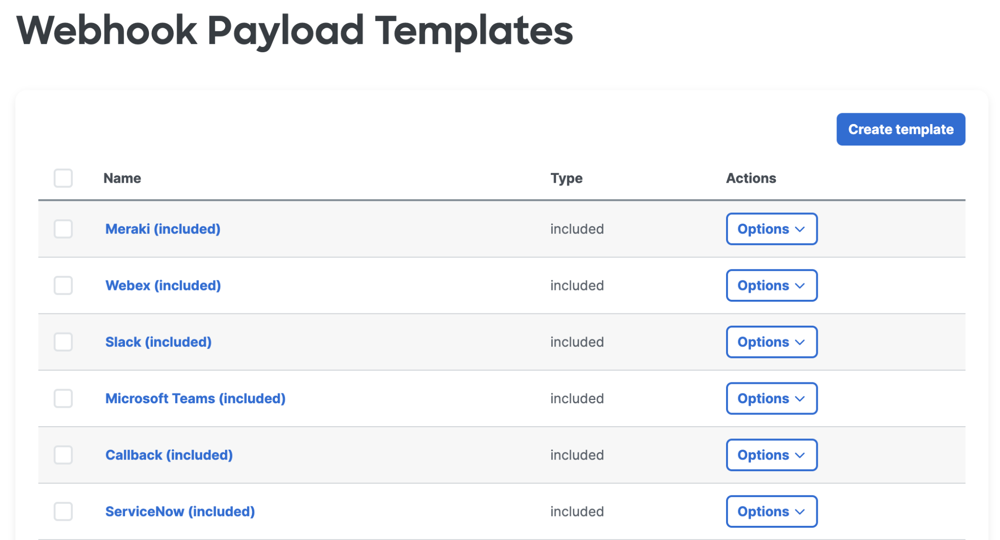 Webhook Payload Templates
Create template
Name Type Actions
Meraki (included) included Options
Webex (included) included Options
Slack (included) included Options
Microsoft Teams (included) included Options
Callback (included) included Options
ServiceNow (included) included Options